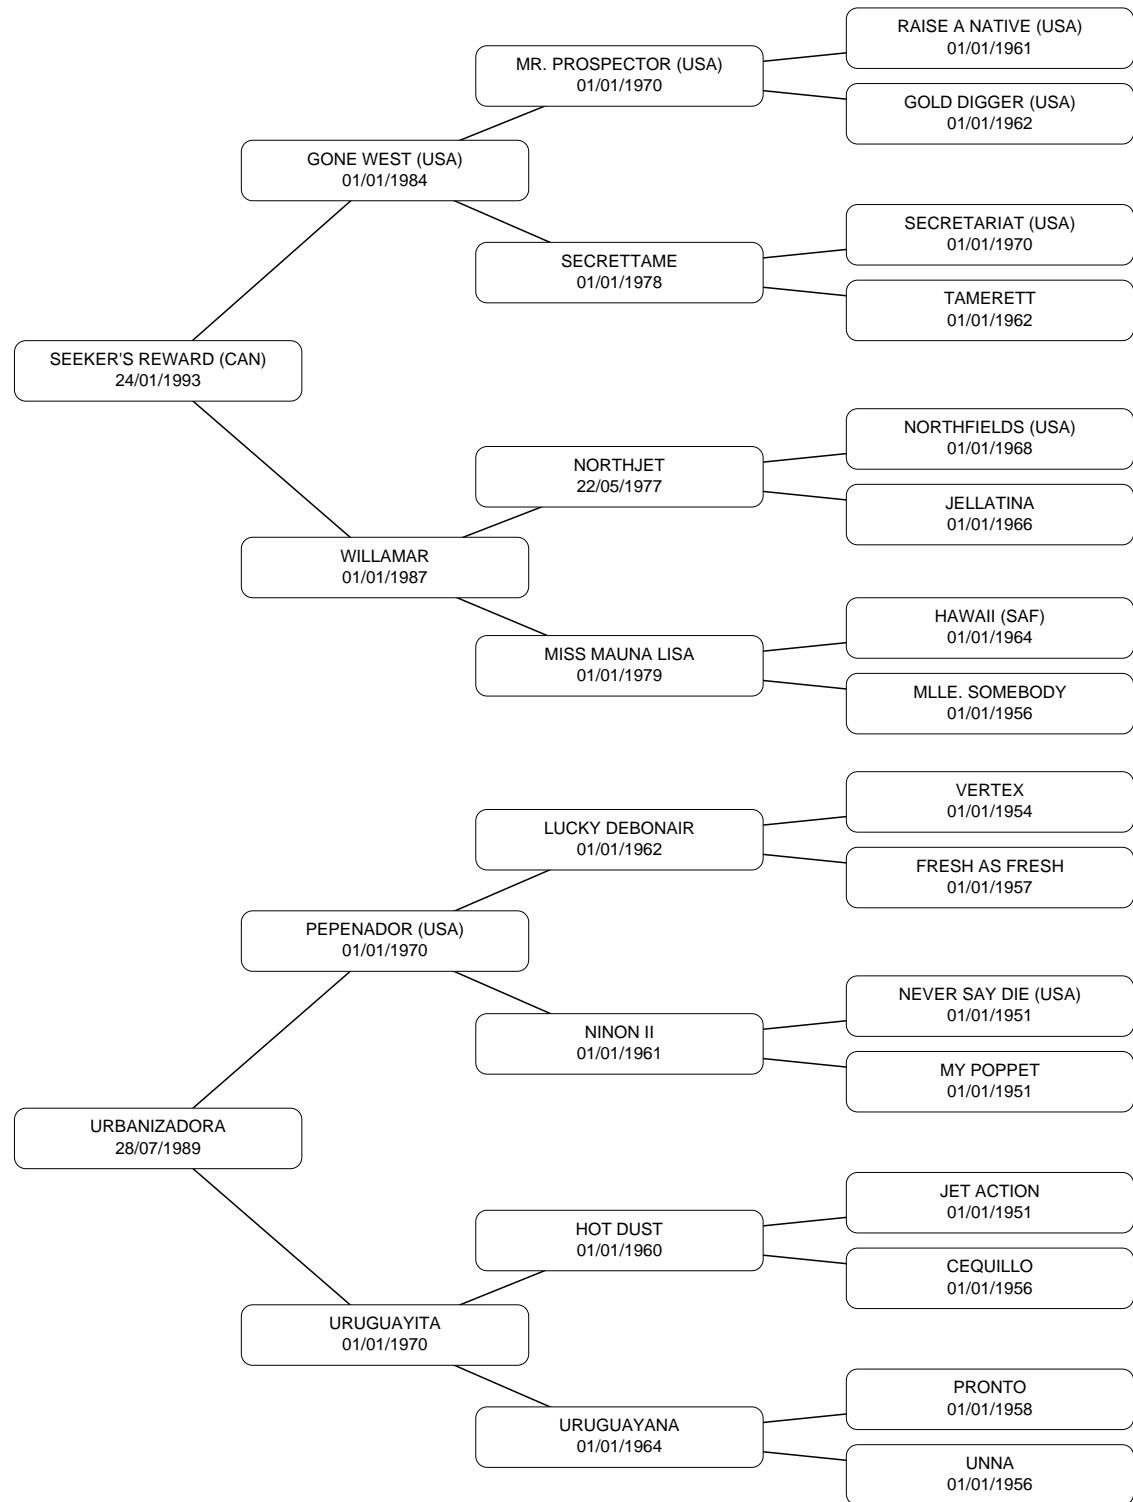 RAISE A NATIVE (USA)
01/01/1961
MR. PROSPECTOR (USA)
01/01/1970
GOLD DIGGER (USA)
01/01/1962
GONE WEST (USA)
01/01/1984
SECRETARIAT (USA)
01/01/1970
SECRETTAME
01/01/1978
TAMERETT
01/01/1962
SEEKER'S REWARD (CAN)
24/01/1993
NORTHFIELDS (USA)
01/01/1968
NORTHJET
22/05/1977
JELLATINA
01/01/1966
WILLAMAR
01/01/1987
HAWAII (SAF)
01/01/1964
MISS MAUNA LISA
01/01/1979
MLLE. SOMEBODY
01/01/1956
VERTEX
01/01/1954
LUCKY DEBONAIR
01/01/1962
FRESH AS FRESH
01/01/1957
PEPENADOR (USA)
01/01/1970
NEVER SAY DIE (USA)
01/01/1951
NINON II
01/01/1961
MY POPPET
01/01/1951
URBANIZADORA
28/07/1989
JET ACTION
01/01/1951
HOT DUST
01/01/1960
CEQUILLO
01/01/1956
URUGUAYITA
01/01/1970
PRONTO
01/01/1958
URUGUAYANA
01/01/1964
UNNA
01/01/1956